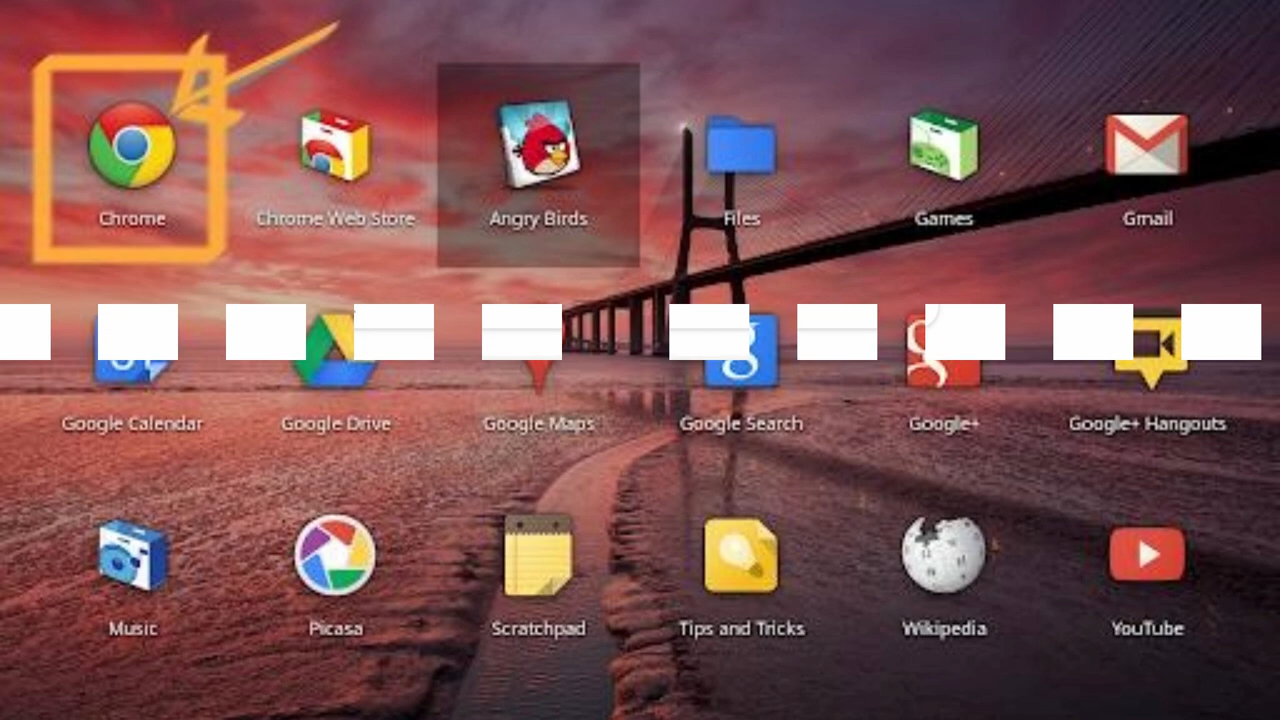 Chrome
Chrome Web Store
Angry Birds
Files
Games
Gmail
Google Calendar
Google Drive
Google Maps
Google Search
Google+
Google+ Hangouts
Music
Picasa
Scratchpad
Tips and Tricks
Wikipedia
YouTube